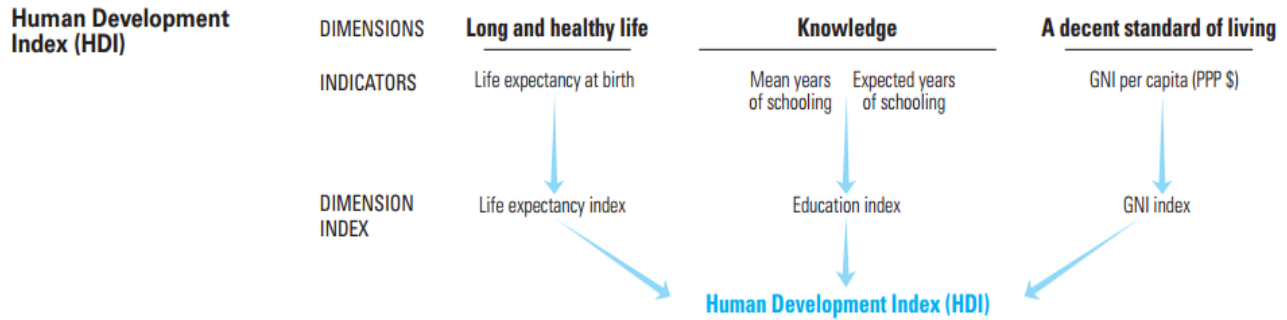 Human Development
Index (HDI)
DIMENSIONS
Long and healthy life
Knowledge
A decent standard of living
INDICATORS
Life expectancy at birth
Mean years
of schooling
Expected years
of schooling
GNI per capita (PPP $)
DIMENSION
INDEX
Life expectancy index
Education index
GNI index
Human Development Index (HDI)